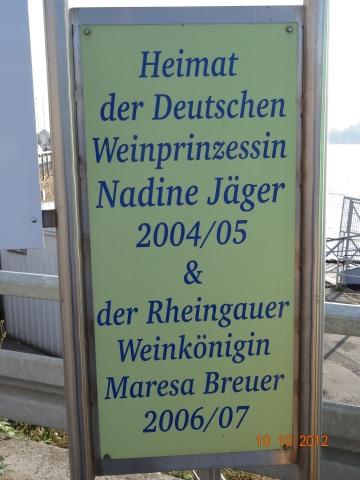 Heimat
der Deutschen
Weinprinzessin
Nadine Jäger
2004/05
&
der Rheingauer
Weinkönigin
Maresa Breuer
2006/07
10 10 2012